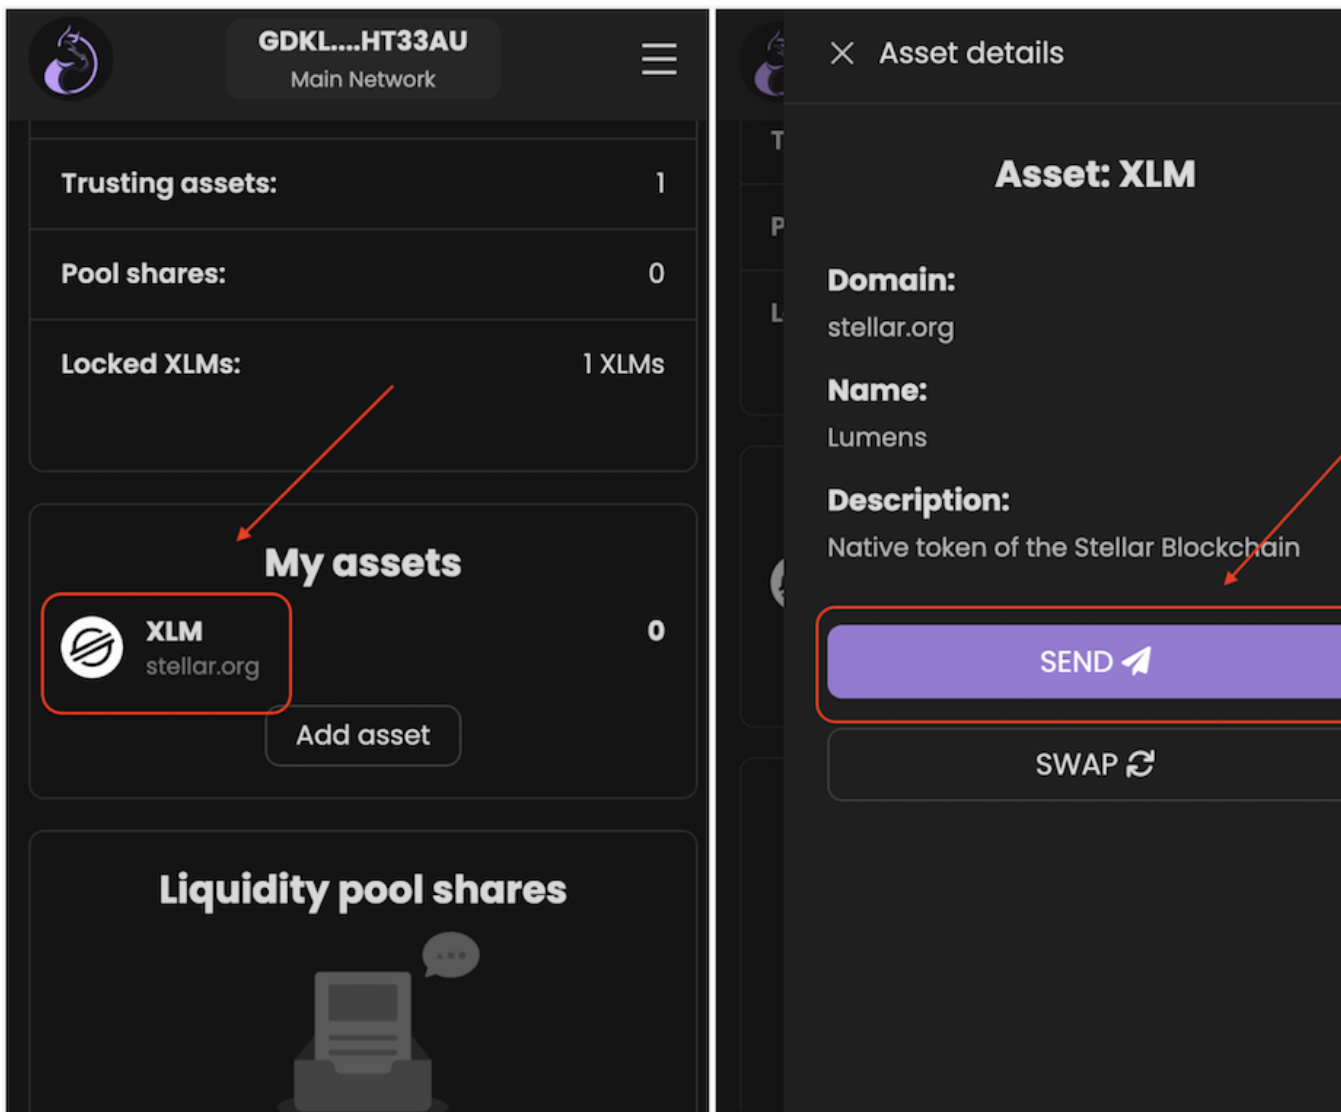 GDKL....HT33AU
Main Network
Trusting assets: 1
Pool shares: 0
Locked XLMs: 1 XLMs
My assets
XLM 0
stellar.org
Add asset
Liquidity pool shares
Asset details
T
P
L
Asset: XLM
Domain:
stellar.org
Name:
Lumens
Description:
Native token of the Stellar Blockchain
SEND
SWAP